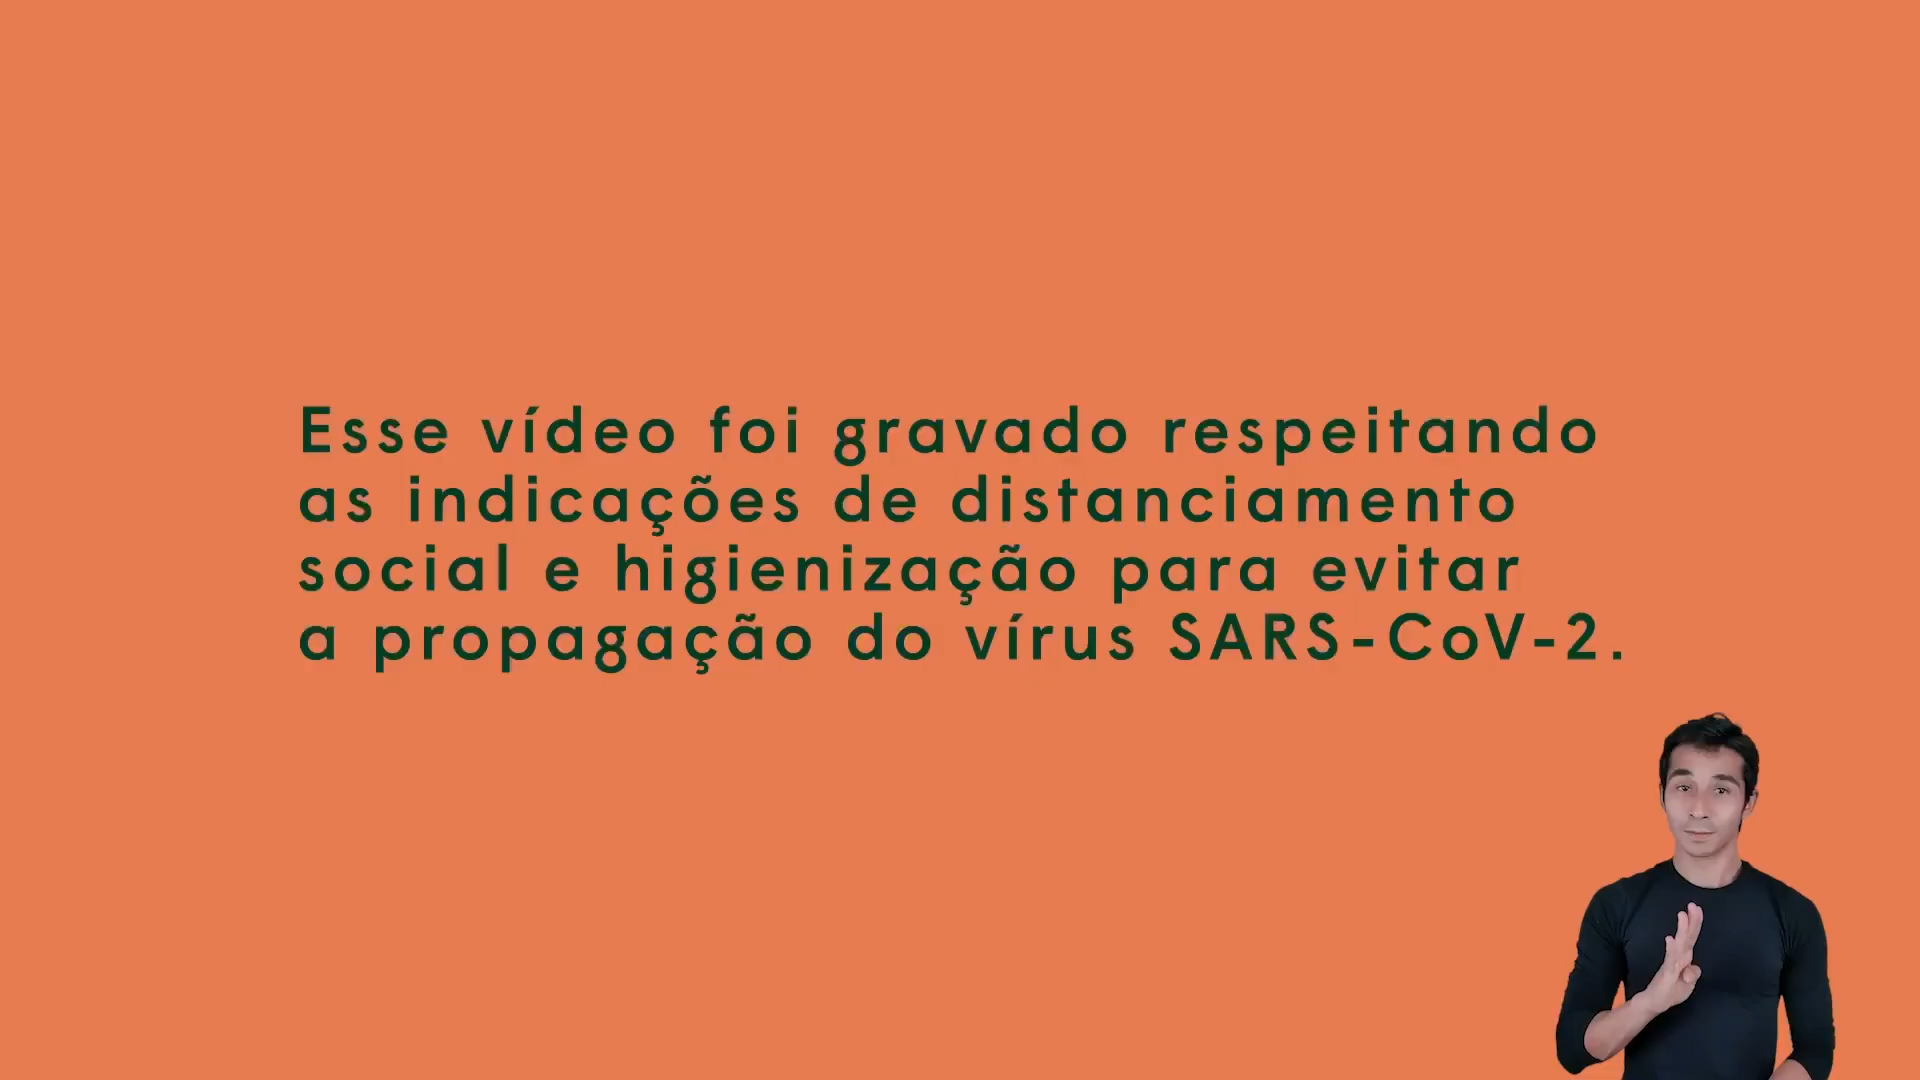 Esse vídeo foi gravado respeitando
as indicações de distanciamento
social e higienização para evitar
a propagação do vírus SARS-CoV-2.